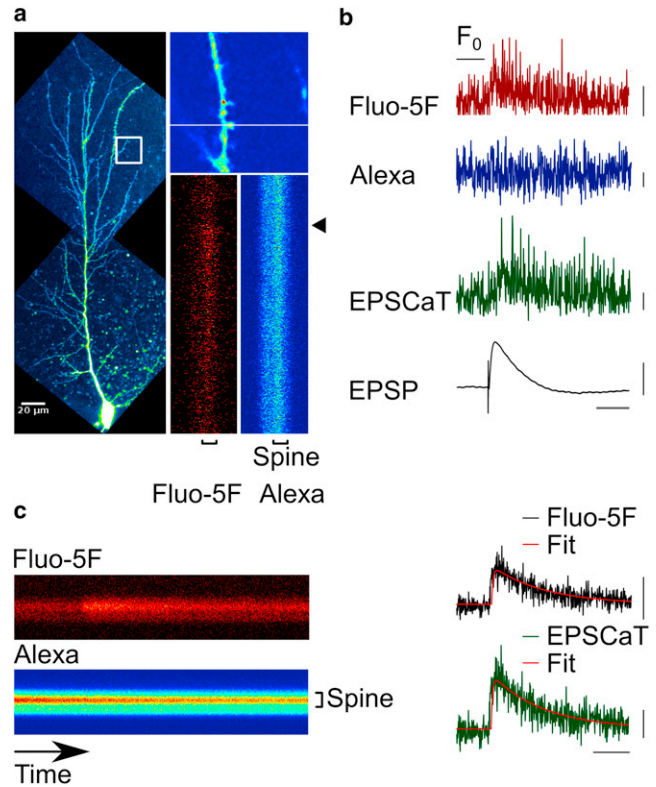 a
20 µm
Spine
Fluo-5F Alexa
b
F0
Fluo-5F
Alexa
EPSCaT
EPSP
c
Fluo-5F
Alexa
Spine
Time
Fluo-5F
Fit
EPSCaT
Fit